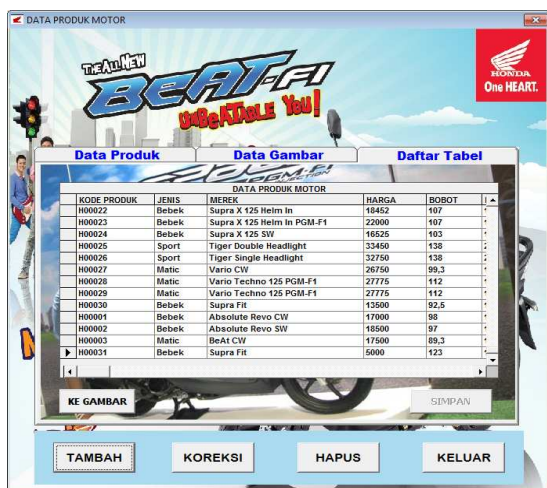 DATA PRODUK MOTOR
THE ALL NEW
BeAT-FI
UNBEATABLE YOU!
HONDA
One HEART.
Data Produk Data Gambar Daftar Tabel
DATA PRODUK MOTOR
KODE PRODUK JENIS MEREK HARGA BOBOT
H00022 Bebek Supra X 125 Helm In 18452 107
H00023 Bebek Supra X 125 Helm In PGM-F1 22000 107
H00024 Bebek Supra X 125 SW 16525 103
H00025 Sport Tiger Double Headlight 33450 138
H00026 Sport Tiger Single Headlight 32750 138
H00027 Matic Vario CW 26750 99,3
H00028 Matic Vario Techno 125 PGM-F1 27775 112
H00029 Matic Vario Techno 125 PGM-F1 27775 112
H00030 Bebek Supra Fit 13500 92,5
H00001 Bebek Absolute Revo CW 17000 98
H00002 Bebek Absolute Revo SW 18500 97
H00003 Matic BeAt CW 17500 89,3
H00031 Bebek Supra Fit 5000 123
KE GAMBAR SIMPAN
TAMBAH KOREKSI HAPUS KELUAR